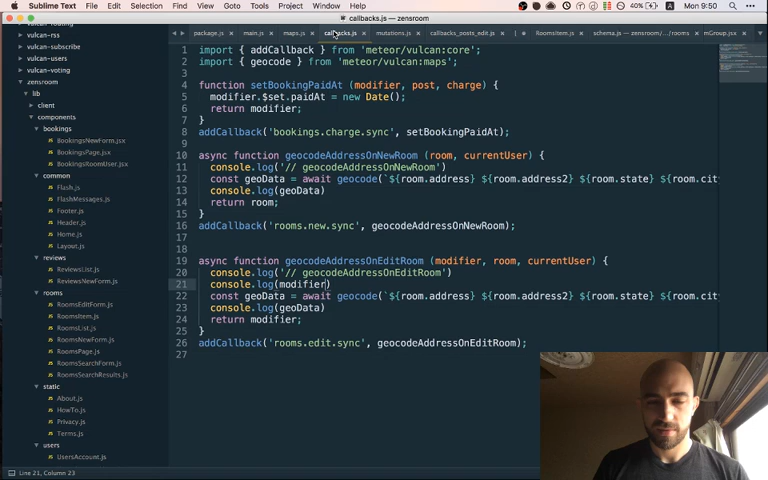 Sublime Text File Edit Selection Find View Goto Tools Project Window Help 40% Mon 9:50
callbacks.js — zensroom
package.js × main.js × maps.js × callbacks.js × mutations.js × callbacks_posts_edit.js RoomsItem.js × schema.js — zensroom/.../rooms × mGroup.jsx ×
vulcan-rss
vulcan-subscribe
vulcan-users
vulcan-voting
zensroom
lib
client
components
bookings
BookingsNewForm.jsx
BookingsPage.jsx
BookingsRoomUser.jsx
common
Flash.js
FlashMessages.js
Footer.js
Header.js
Home.js
Layout.js
reviews
ReviewsList.js
ReviewsNewForm.js
rooms
RoomsEditForm.js
RoomsItem.js
RoomsList.js
RoomsNewForm.js
RoomsPage.js
RoomsSearchForm.js
RoomsSearchResults.js
static
About.js
HowTo.js
Privacy.js
Terms.js
users
UsersAccount.js
1 import { addCallback } from 'meteor/vulcan:core';
2 import { geocode } from 'meteor/vulcan:maps';
3
4 function setBookingPaidAt (modifier, post, charge) {
5 modifier.$set.paidAt = new Date();
6 return modifier;
7 }
8 addCallback('bookings.charge.sync', setBookingPaidAt);
9
10 async function geocodeAddressOnNewRoom (room, currentUser) {
11 console.log('// geocodeAddressOnNewRoom')
12 const geoData = await geocode(`${room.address} ${room.address2} ${room.state} ${room.cit
13 console.log(geoData)
14 return room;
15 }
16 addCallback('rooms.new.sync', geocodeAddressOnNewRoom);
17
18
19 async function geocodeAddressOnEditRoom (modifier, room, currentUser) {
20 console.log('// geocodeAddressOnEditRoom')
21 console.log(modifier)
22 const geoData = await geocode(`${room.address} ${room.address2} ${room.state} ${room.cit
23 console.log(geoData)
24 return modifier;
25 }
26 addCallback('rooms.edit.sync', geocodeAddressOnEditRoom);
27
Line 21, Column 23